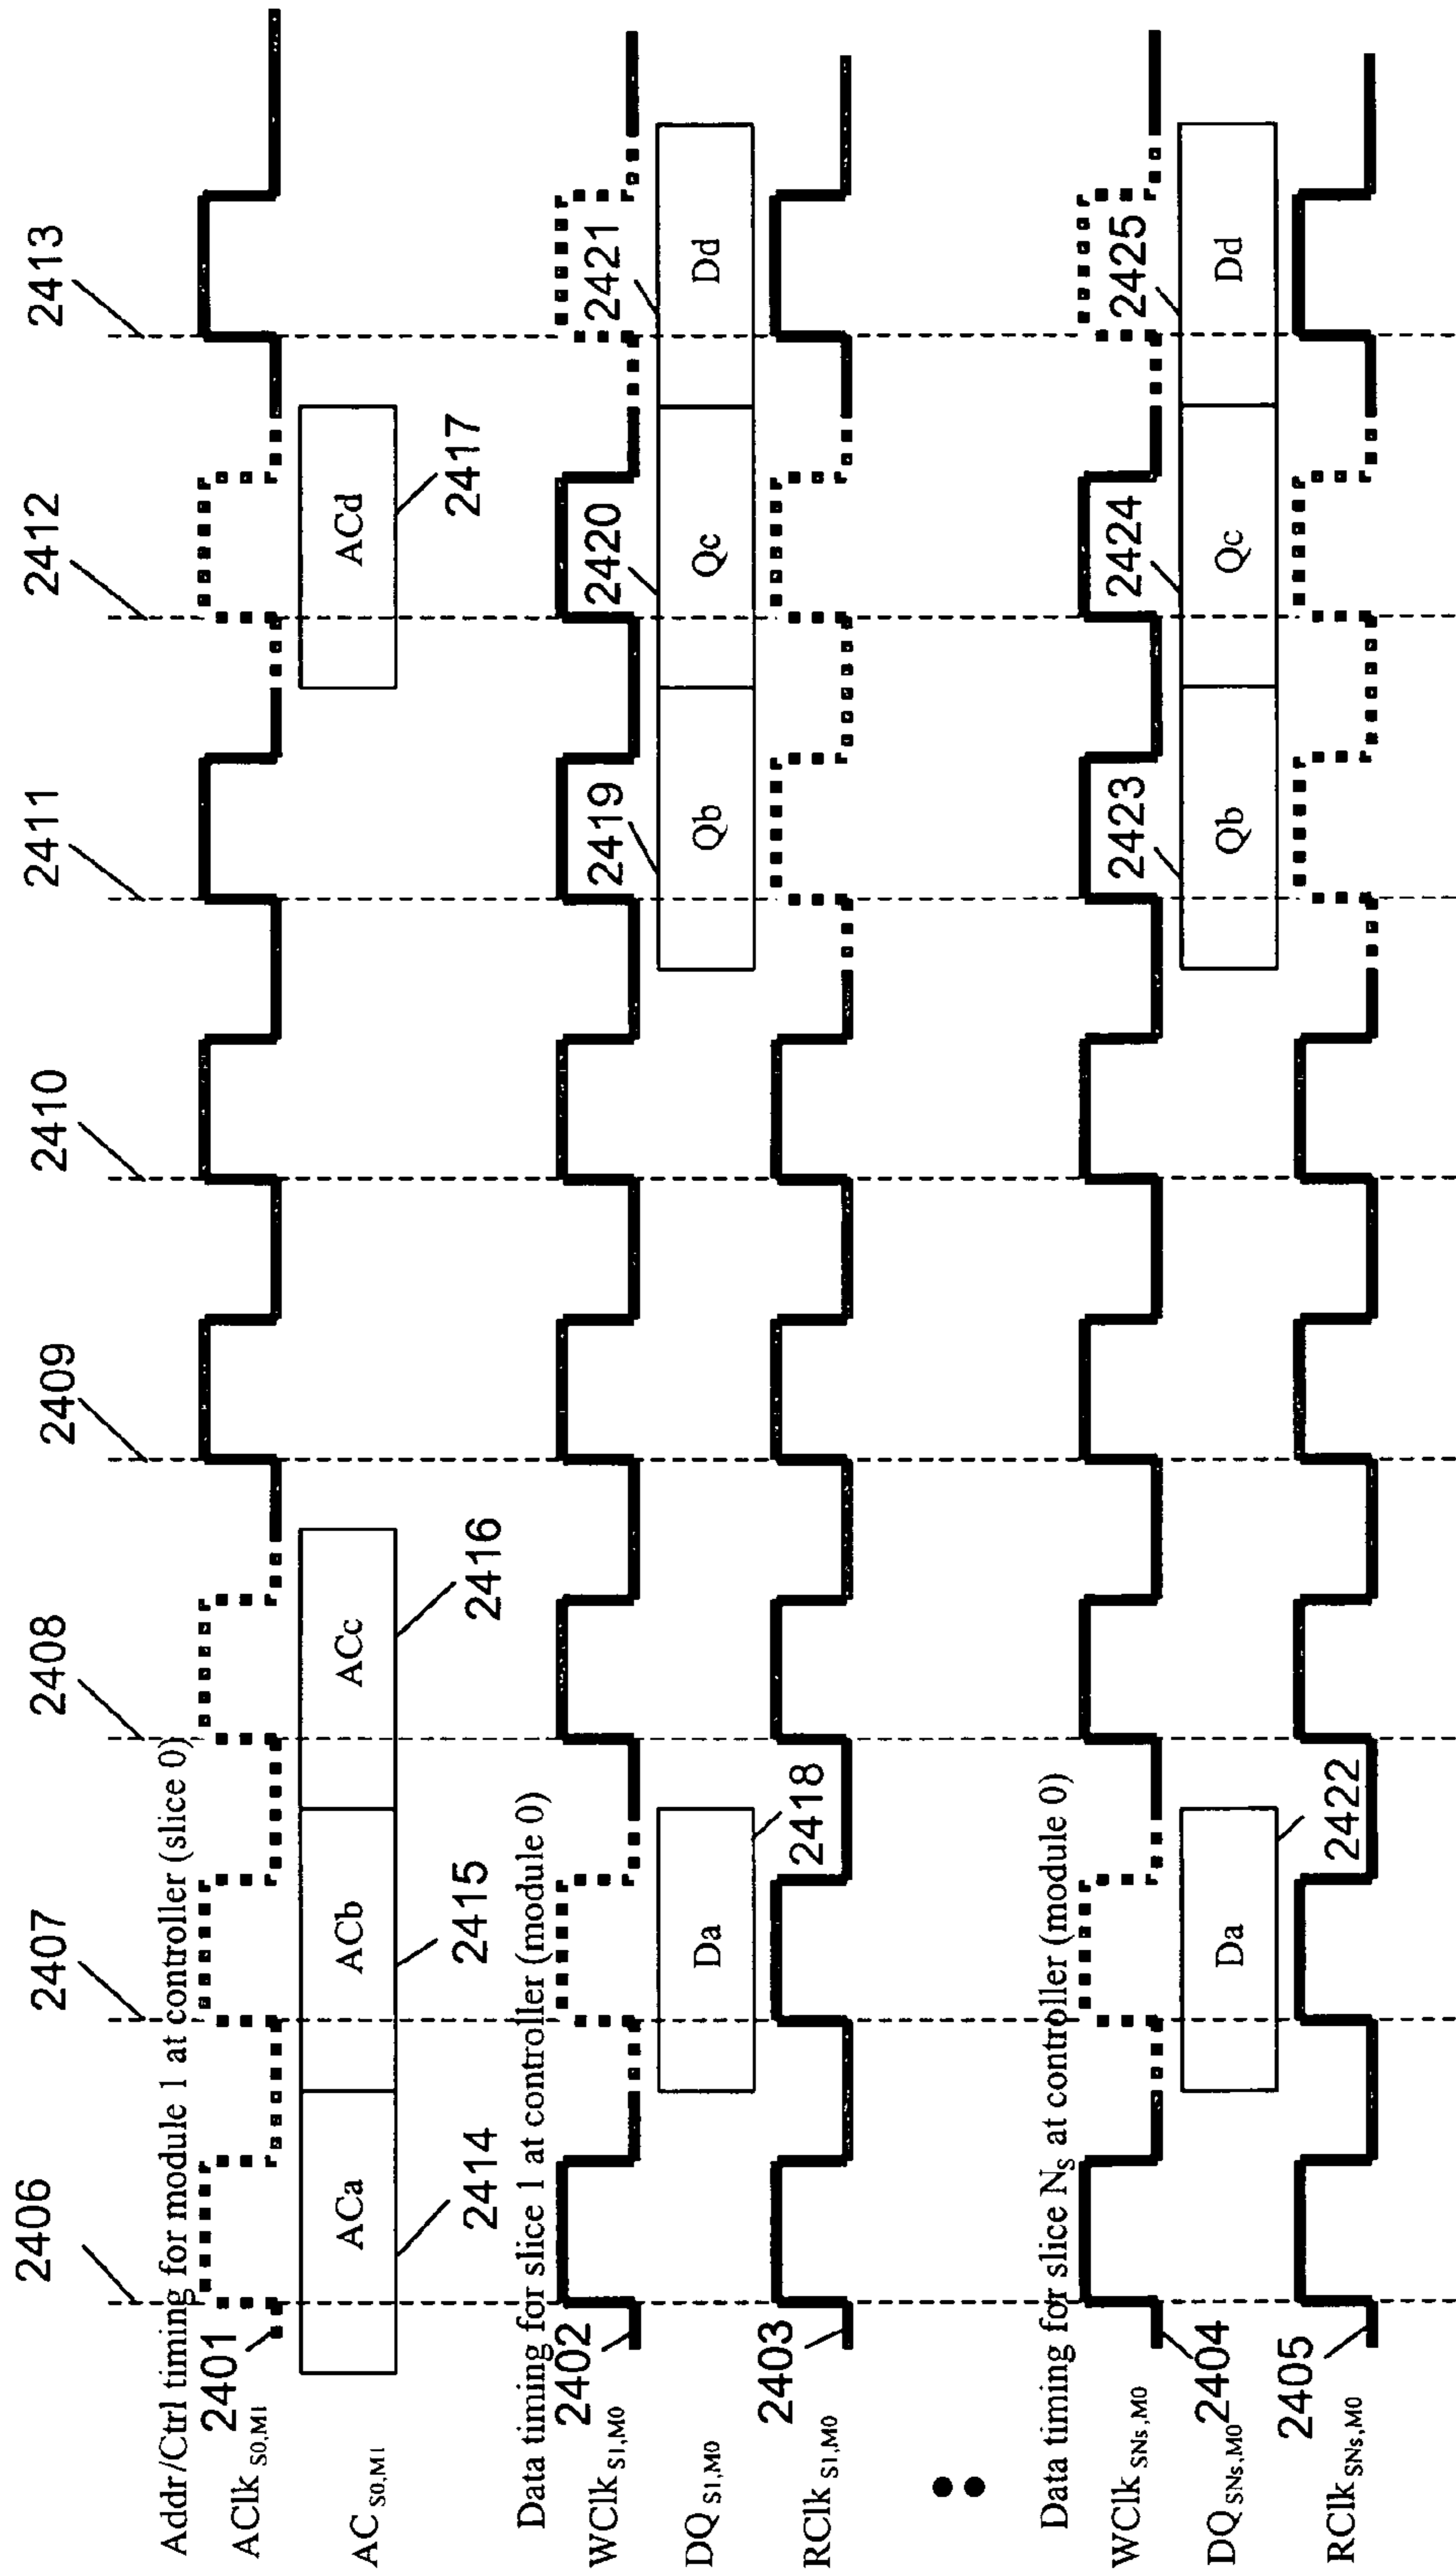 2406 2407 2408 2409 2410 2411 2412 2413
Addr/Ctrl timing for module 1 at controller (slice 0)
AClk S0,M1 2401
AC S0,M1 ACa ACb ACc ACd
2414 2415 2416 2417
Data timing for slice 1 at controller (module 0)
WClk S1,M0 2402 2419 2420 2421
DQ S1,M0 Da Qb Qc Dd
RClk S1,M0 2403 2418
Data timing for slice NS at controller (module 0)
WClk SNs,M0 2404 2423 2424 2425
DQ SNs,M0 Da Qb Qc Dd
RClk SNs,M0 2405 2422